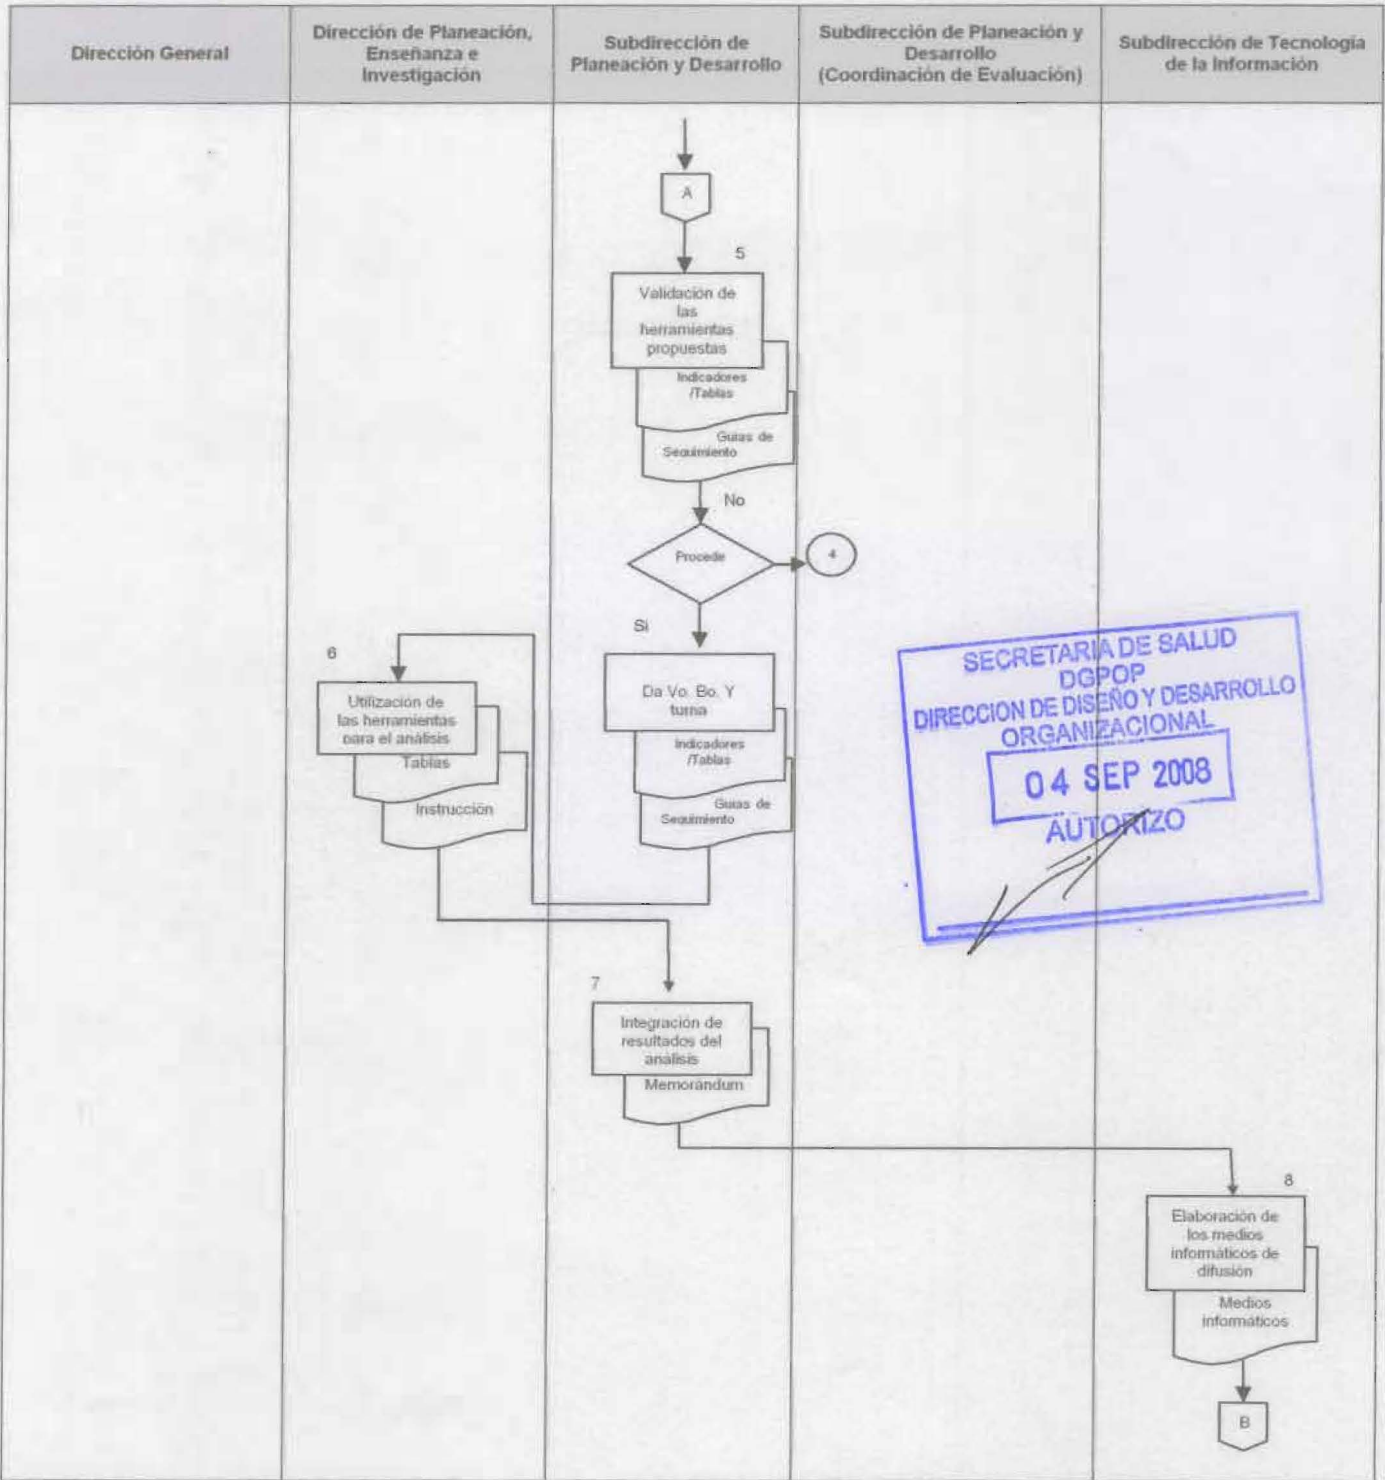 Dirección General
Dirección de Planeación,
Enseñanza e
Investigación
Subdirección de
Planeación y Desarrollo
Subdirección de Planeación y
Desarrollo
(Coordinación de Evaluación)
Subdirección de Tecnología
de la Información
A
5
Validación de
las
herramientas
propuestas
Indicadores
/Tablas
Guias de
Seguimiento
No
Procede
4
Si
Da Vo. Bo. Y
turna
Indicadores
/Tablas
Guias de
Seguimiento
6
Utilización de
las herramientas
para el análisis
Tablas
Instrucción
SECRETARIA DE SALUD
DGPOP
DIRECCION DE DISEÑO Y DESARROLLO
ORGANIZACIONAL
04 SEP 2008
AUTORIZO
7
Integración de
resultados del
análisis
Memorándum
8
Elaboración de
los medios
informáticos de
difusión
Medios
informáticos
B